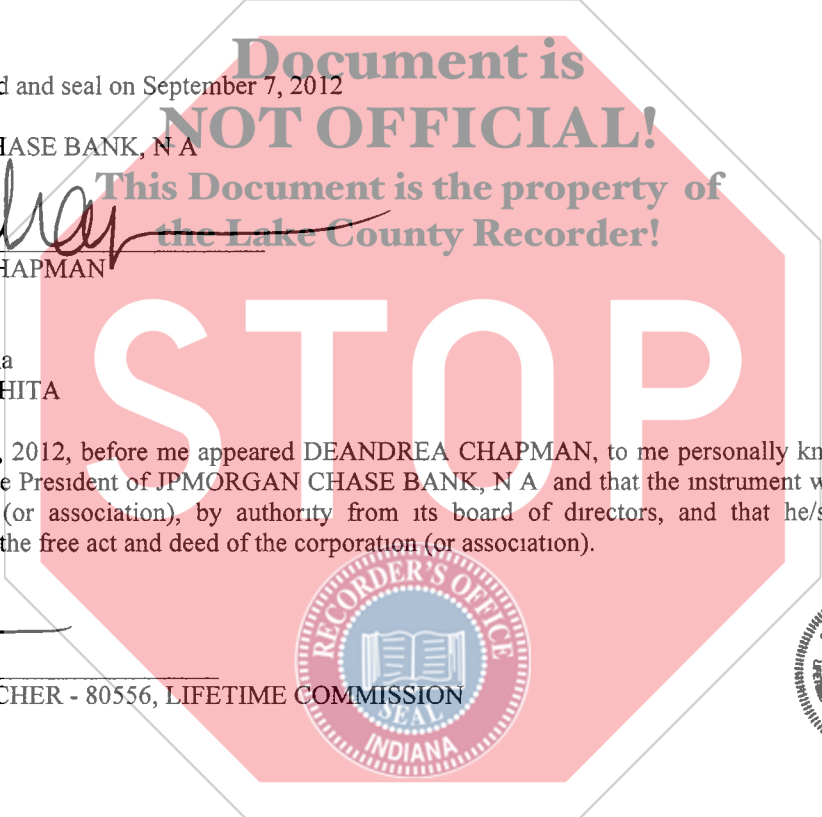 Document is
d and seal on September 7, 2012
NOT OFFICIAL!
HASE BANK, N A
This Document is the property of
the Lake County Recorder!
HAPMAN
STOP
a
HITA
, 2012, before me appeared DEANDREA CHAPMAN, to me personally kn
e President of JPMORGAN CHASE BANK, N A and that the instrument w
(or association), by authority from its board of directors, and that he/s
the free act and deed of the corporation (or association).
RECORDER'S OFFICE
SEAL
INDIANA
CHER - 80556, LIFETIME COMMISSION